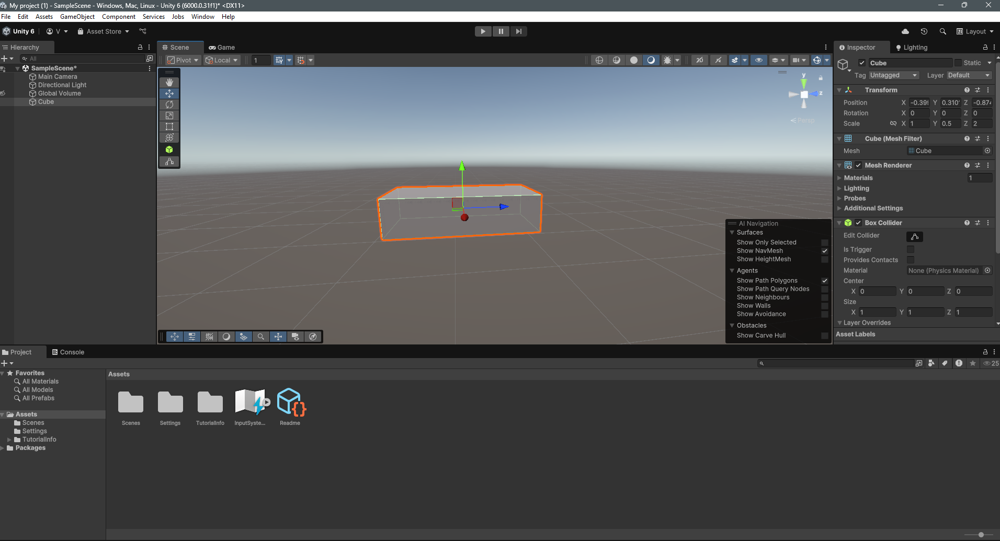 My project (1) - SampleScene - Windows, Mac, Linux - Unity 6 (6000.0.31f1)* <DX11>
File Edit Assets GameObject Component Services Jobs Window Help
Unity 6 V Asset Store Layout
Hierarchy
All
SampleScene*
Main Camera
Directional Light
Global Volume
Cube
Scene Game
Pivot Local 1 2D
y
z
Persp
AI Navigation
Surfaces
Show Only Selected
Show NavMesh
Show HeightMesh
Agents
Show Path Polygons
Show Path Query Nodes
Show Neighbours
Show Walls
Show Avoidance
Obstacles
Show Carve Hull
Inspector Lighting
Cube Static
Tag Untagged Layer Default
Transform
Position X -0.39 Y 0.310 Z -0.874
Rotation X 0 Y 0 Z 0
Scale X 1 Y 0.5 Z 2
Cube (Mesh Filter)
Mesh Cube
Mesh Renderer
Materials 1
Lighting
Probes
Additional Settings
Box Collider
Edit Collider
Is Trigger
Provides Contacts
Material None (Physics Material)
Center
X 0 Y 0 Z 0
Size
X 1 Y 1 Z 1
Layer Overrides
Asset Labels
Project Console
25
Favorites
All Materials
All Models
All Prefabs
Assets
Scenes
Settings
TutorialInfo
Packages
Assets
Scenes Settings TutorialInfo InputSyste... Readme